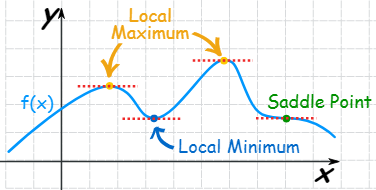 y
Local
Maximum
f(x)
Saddle Point
Local Minimum
x